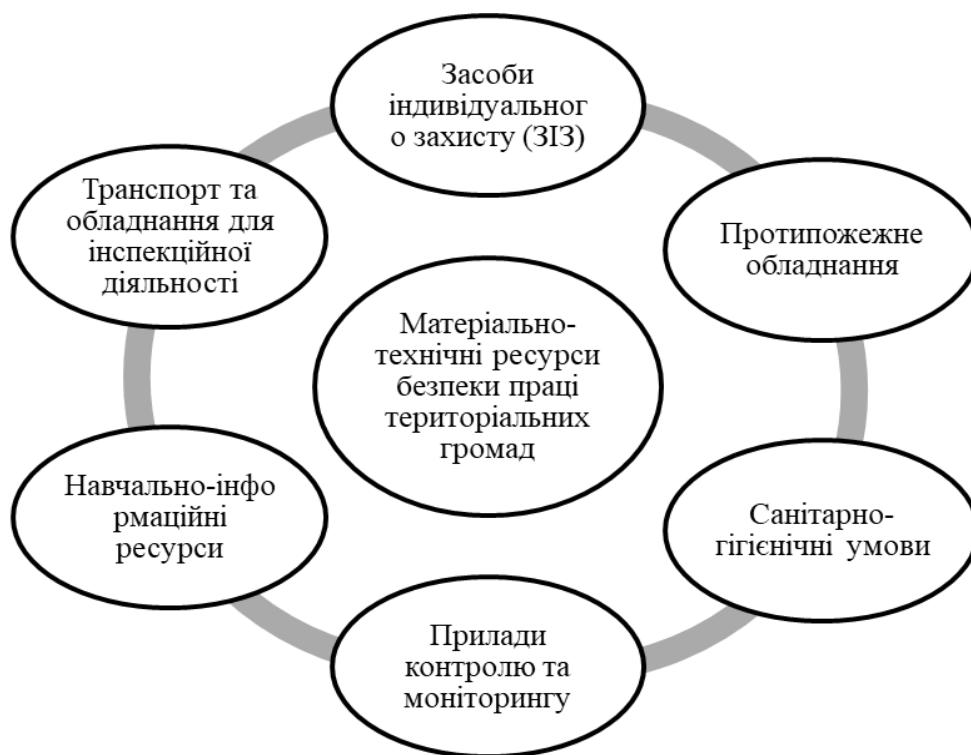 Засоби
індивідуальног
о захисту (ЗІЗ)
Протипожежне
обладнання
Санітарно-
гігієнічні умови
Прилади
контролю та
моніторингу
Навчально-інфо
рмаційні
ресурси
Транспорт та
обладнання для
інспекційної
діяльності
Матеріально-
технічні ресурси
безпеки праці
територіальних
громад